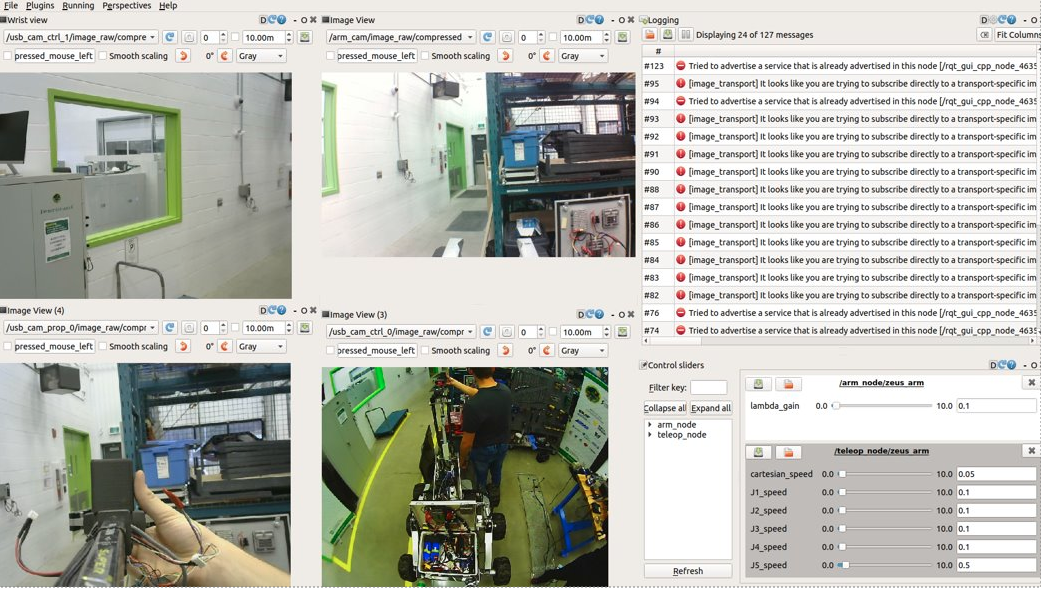 File Plugins Running Perspectives Help
Wrist view D - O
/usb_cam_ctrl_1/image_raw/compre 0 10.00m
pressed_mouse_left Smooth scaling 0° Gray
Image View D - O
/arm_cam/image_raw/compressed 0 10.00m
pressed_mouse_left Smooth scaling 0° Gray
Image View (4) D - O
/usb_cam_prop_0/image_raw/compr 0 10.00m
pressed_mouse_left Smooth scaling 0° Gray
Image View (3) D - O
/usb_cam_ctrl_0/image_raw/compr 0 10.00m
pressed_mouse_left Smooth scaling 0° Gray
Logging D - O
Displaying 24 of 127 messages Fit Columns
#
#123 Tried to advertise a service that is already advertised in this node [/rqt_gui_cpp_node_4635
#95 [image_transport] It looks like you are trying to subscribe directly to a transport-specific im
#94 Tried to advertise a service that is already advertised in this node [/rqt_gui_cpp_node_4635
#93 [image_transport] It looks like you are trying to subscribe directly to a transport-specific im
#92 [image_transport] It looks like you are trying to subscribe directly to a transport-specific im
#91 [image_transport] It looks like you are trying to subscribe directly to a transport-specific im
#90 [image_transport] It looks like you are trying to subscribe directly to a transport-specific im
#88 [image_transport] It looks like you are trying to subscribe directly to a transport-specific im
#87 [image_transport] It looks like you are trying to subscribe directly to a transport-specific im
#86 [image_transport] It looks like you are trying to subscribe directly to a transport-specific im
#85 [image_transport] It looks like you are trying to subscribe directly to a transport-specific im
#84 [image_transport] It looks like you are trying to subscribe directly to a transport-specific im
#83 [image_transport] It looks like you are trying to subscribe directly to a transport-specific im
#82 [image_transport] It looks like you are trying to subscribe directly to a transport-specific im
#76 Tried to advertise a service that is already advertised in this node [/rqt_gui_cpp_node_4635
#74 Tried to advertise a service that is already advertised in this node [/rqt_gui_cpp_node_4635
Control sliders D - O
Filter key:
Collapse all Expand all
arm_node
teleop_node
Refresh
/arm_node/zeus_arm
lambda_gain 0.0 10.0 0.1
/teleop_node/zeus_arm
cartesian_speed 0.0 10.0 0.05
J1_speed 0.0 10.0 0.1
J2_speed 0.0 10.0 0.1
J3_speed 0.0 10.0 0.1
J4_speed 0.0 10.0 0.1
J5_speed 0.0 10.0 0.5